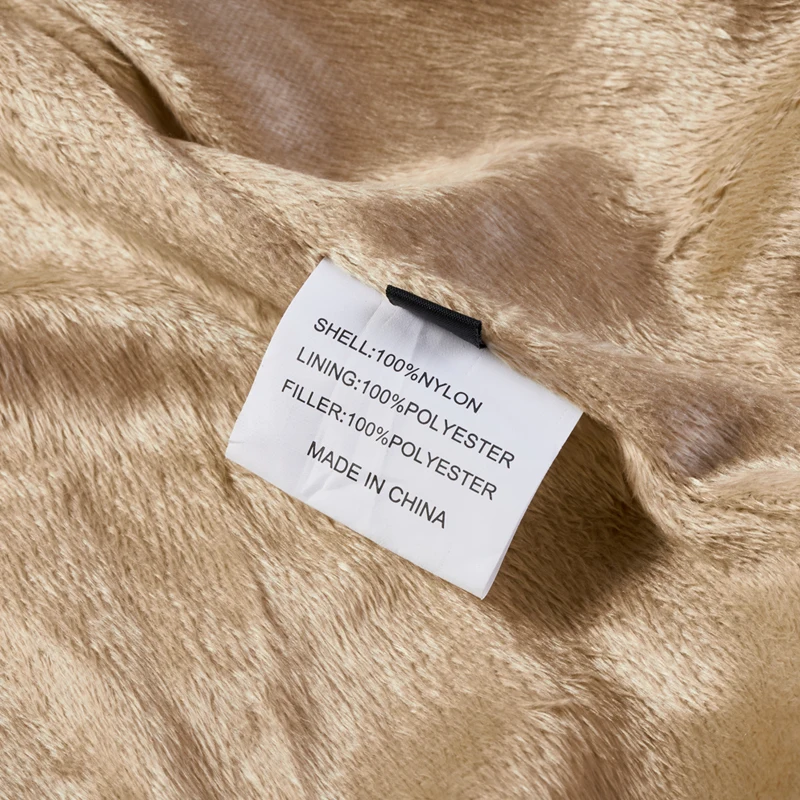 SHELL:100%NYLON
LINING:100%POLYESTER
FILLER:100%POLYESTER
MADE IN CHINA